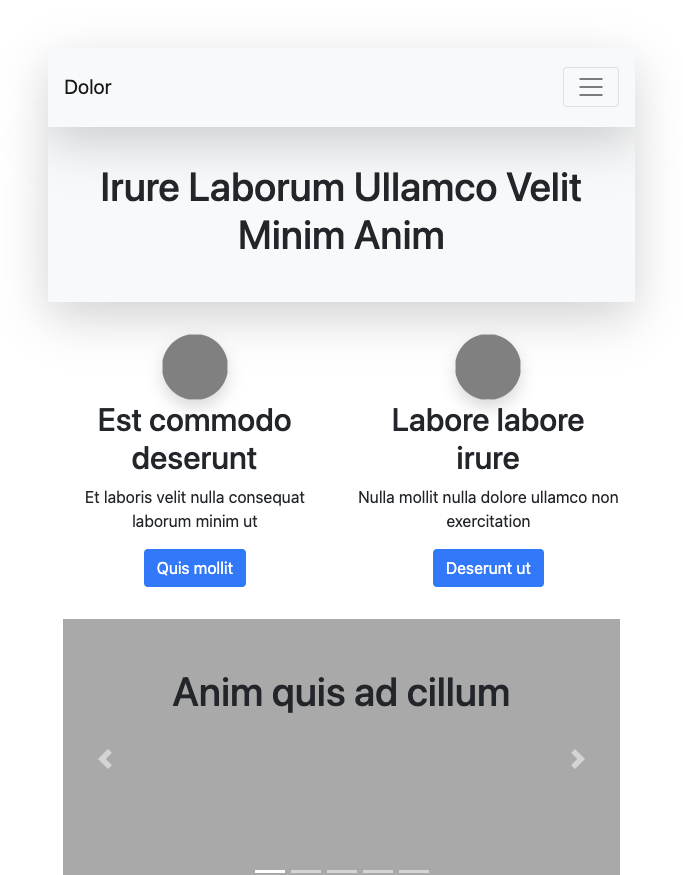 Dolor
Irure Laborum Ullamco Velit
Minim Anim
Est commodo
deserunt
Et laboris velit nulla consequat
laborum minim ut
Quis mollit
Labore labore
irure
Nulla mollit nulla dolore ullamco non
exercitation
Deserunt ut
Anim quis ad cillum